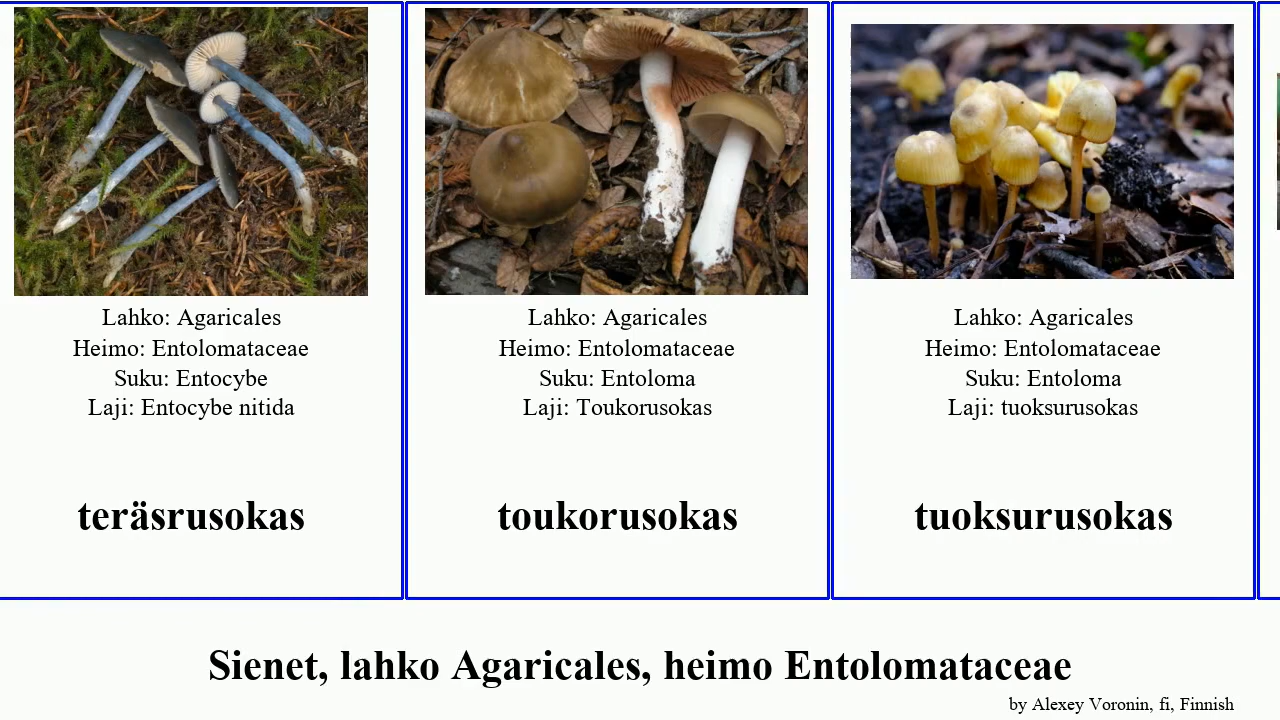 Lahko: Agaricales
Heimo: Entolomataceae
Suku: Entocybe
Laji: Entocybe nitida
teräsrusokas
Lahko: Agaricales
Heimo: Entolomataceae
Suku: Entoloma
Laji: Toukorusokas
toukorusokas
Lahko: Agaricales
Heimo: Entolomataceae
Suku: Entoloma
Laji: tuoksurusokas
tuoksurusokas
Sienet, lahko Agaricales, heimo Entolomataceae
by Alexey Voronin, fi, Finnish